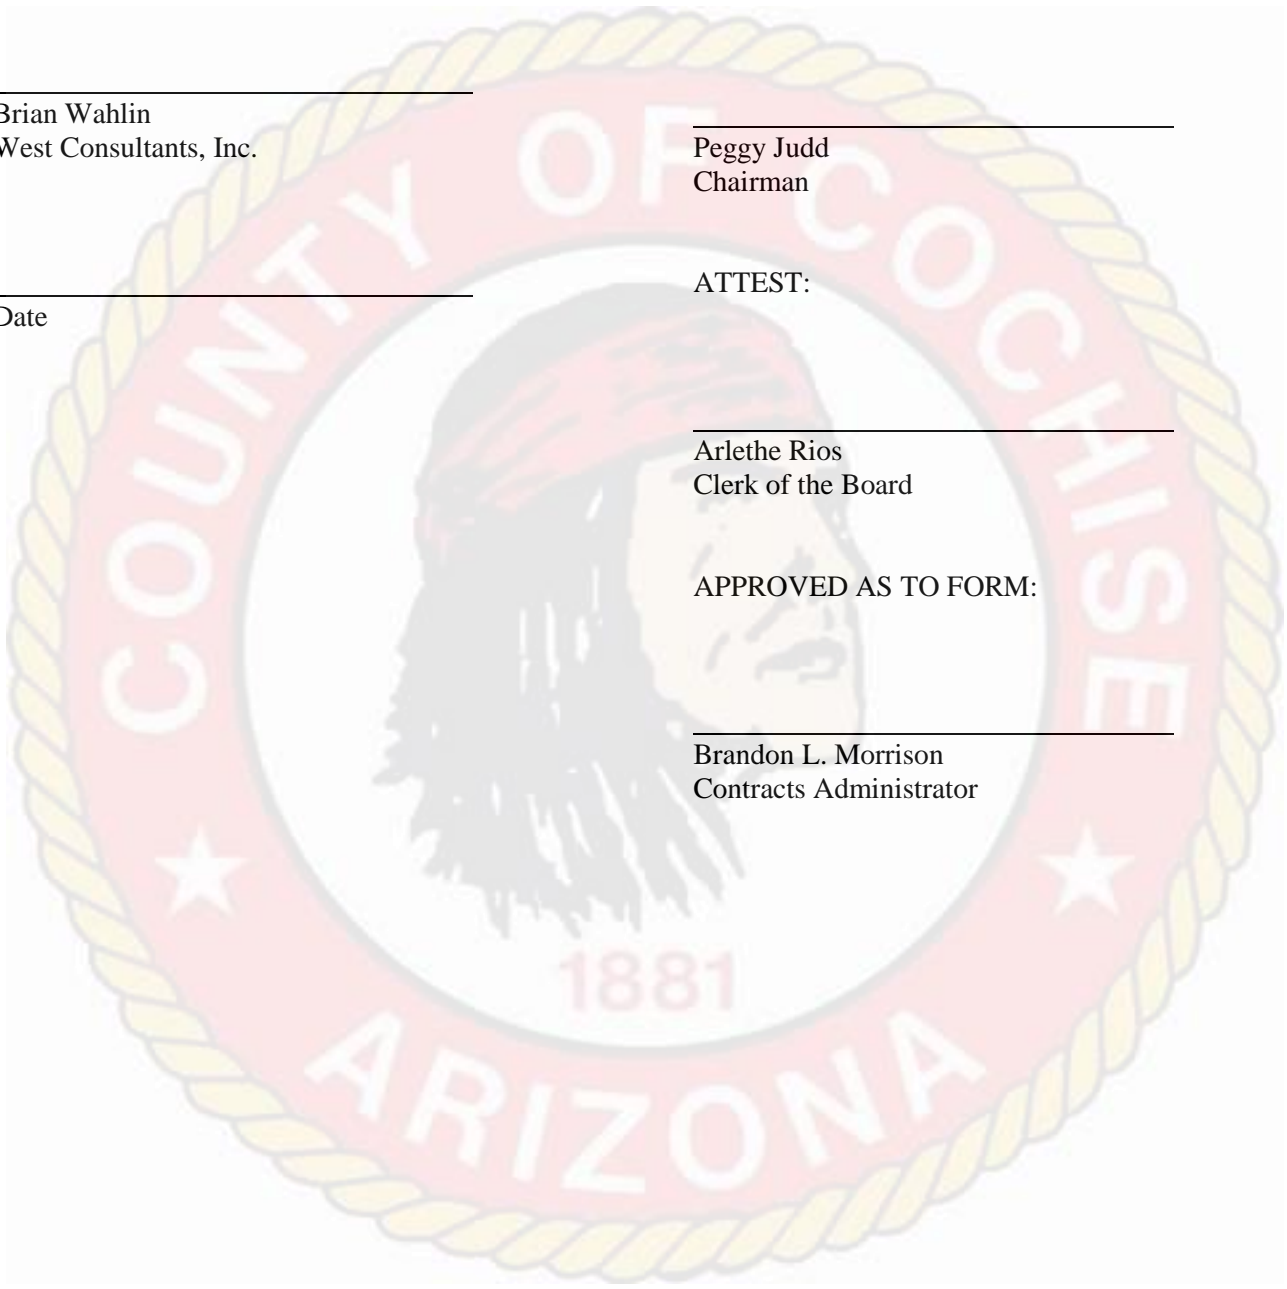 Brian Wahlin
West Consultants, Inc.
Date
Peggy Judd
Chairman
ATTEST:
Arlethe Rios
Clerk of the Board
APPROVED AS TO FORM:
Brandon L. Morrison
Contracts Administrator
COUNTY OF COCHISE
1881
ARIZONA